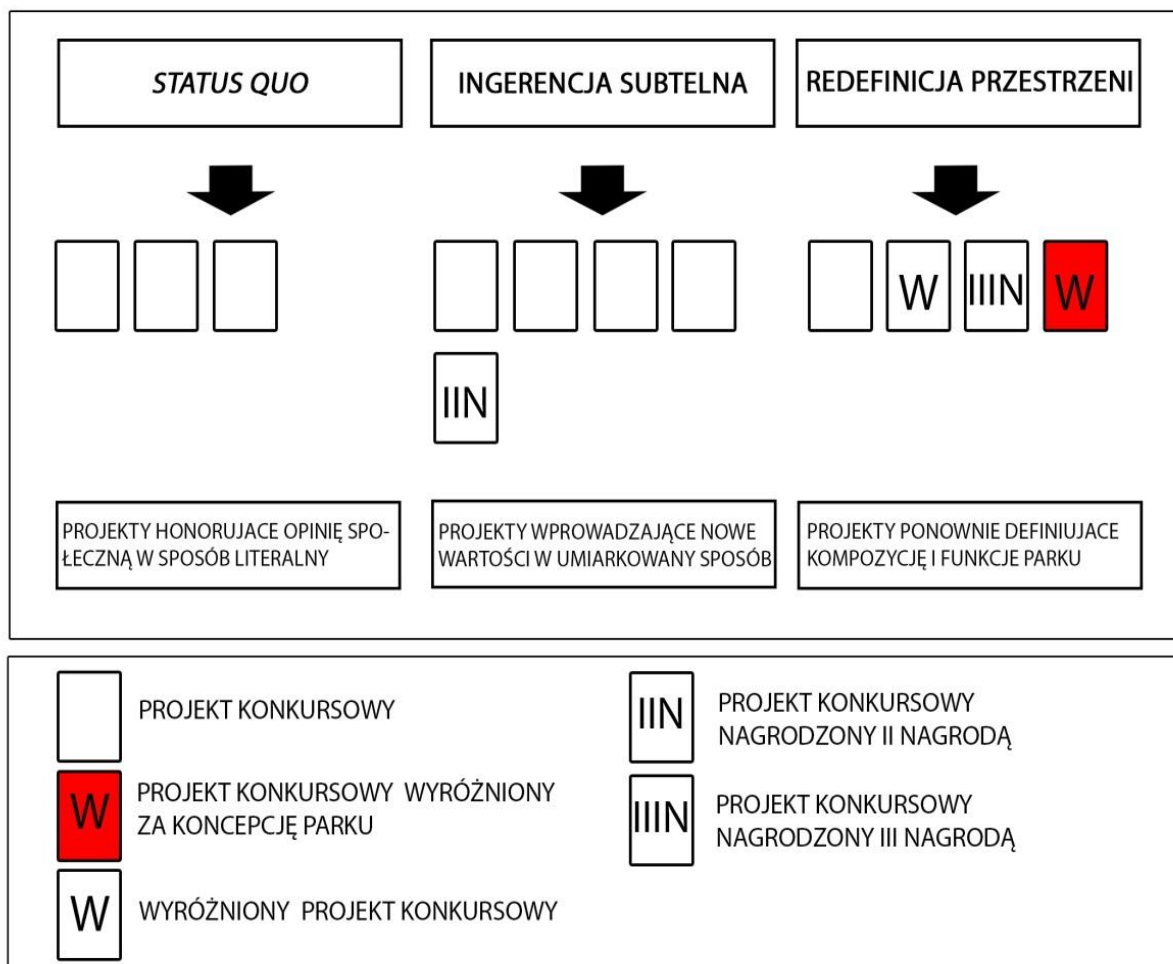 STATUS QUO
INGERENCJA SUBTELNA
REDEFINICJA PRZESTRZENI
W
IIIN
W
IIN
PROJEKTY HONORUJACE OPINIĘ SPO-
ŁECZNĄ W SPOSÓB LITERALNY
PROJEKTY WPROWADZAJĄCE NOWE
WARTOŚCI W UMIARKOWANY SPOSÓB
PROJEKTY PONOWNIE DEFINIUJACE
KOMPOZYCJĘ I FUNKCJE PARKU
PROJEKT KONKURSOWY
W
PROJEKT KONKURSOWY WYRÓŻNIONY
ZA KONCEPCJĘ PARKU
W
WYRÓŻNIONY PROJEKT KONKURSOWY
IIN
PROJEKT KONKURSOWY
NAGRODZONY II NAGRODĄ
IIIN
PROJEKT KONKURSOWY
NAGRODZONY III NAGRODĄ